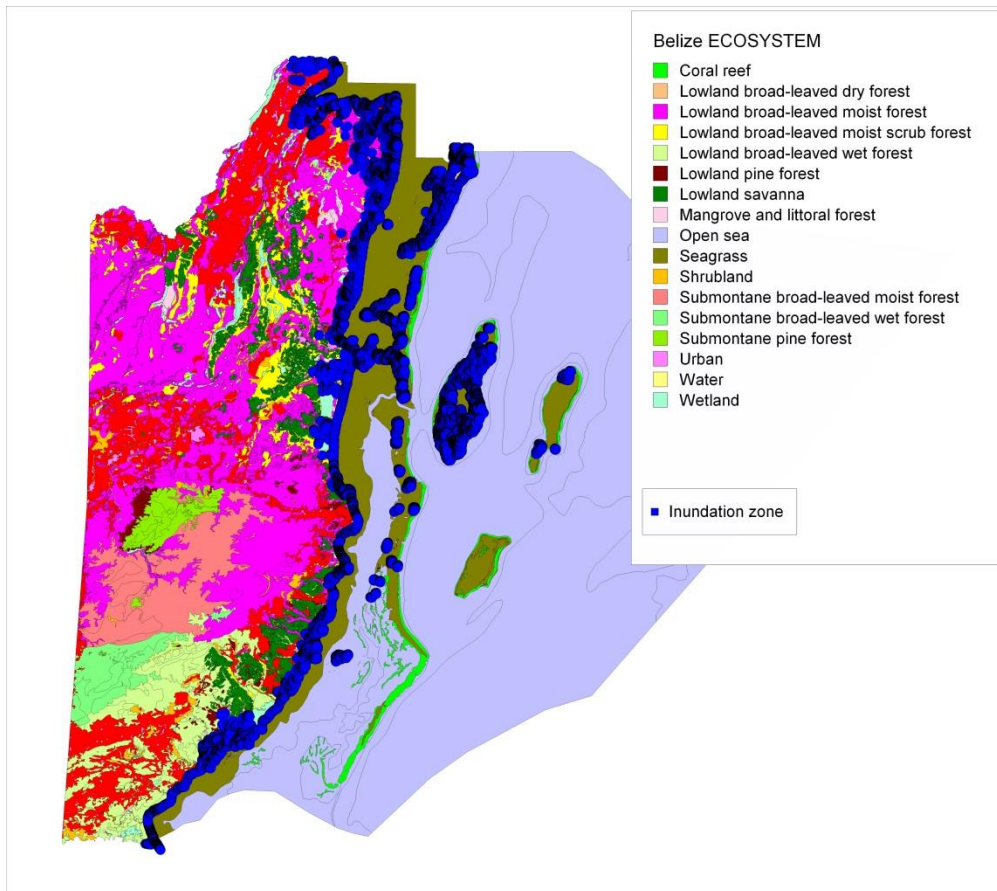 Belize ECOSYSTEM
Coral reef
Lowland broad-leaved dry forest
Lowland broad-leaved moist forest
Lowland broad-leaved moist scrub forest
Lowland broad-leaved wet forest
Lowland pine forest
Lowland savanna
Mangrove and littoral forest
Open sea
Seagrass
Shrubland
Submontane broad-leaved moist forest
Submontane broad-leaved wet forest
Submontane pine forest
Urban
Water
Wetland
Inundation zone